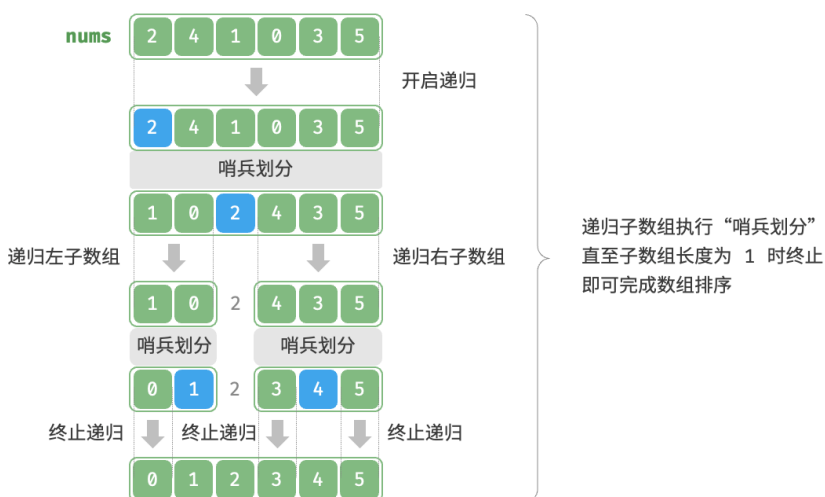 nums 2 4 1 0 3 5
开启递归
2 4 1 0 3 5
哨兵划分
1 0 2 4 3 5
递归左子数组
递归右子数组
1 0 2 4 3 5
哨兵划分 哨兵划分
0 1 2 3 4 5
终止递归 终止递归 终止递归
0 1 2 3 4 5
递归子数组执行“哨兵划分”
直至子数组长度为 1 时终止
即可完成数组排序